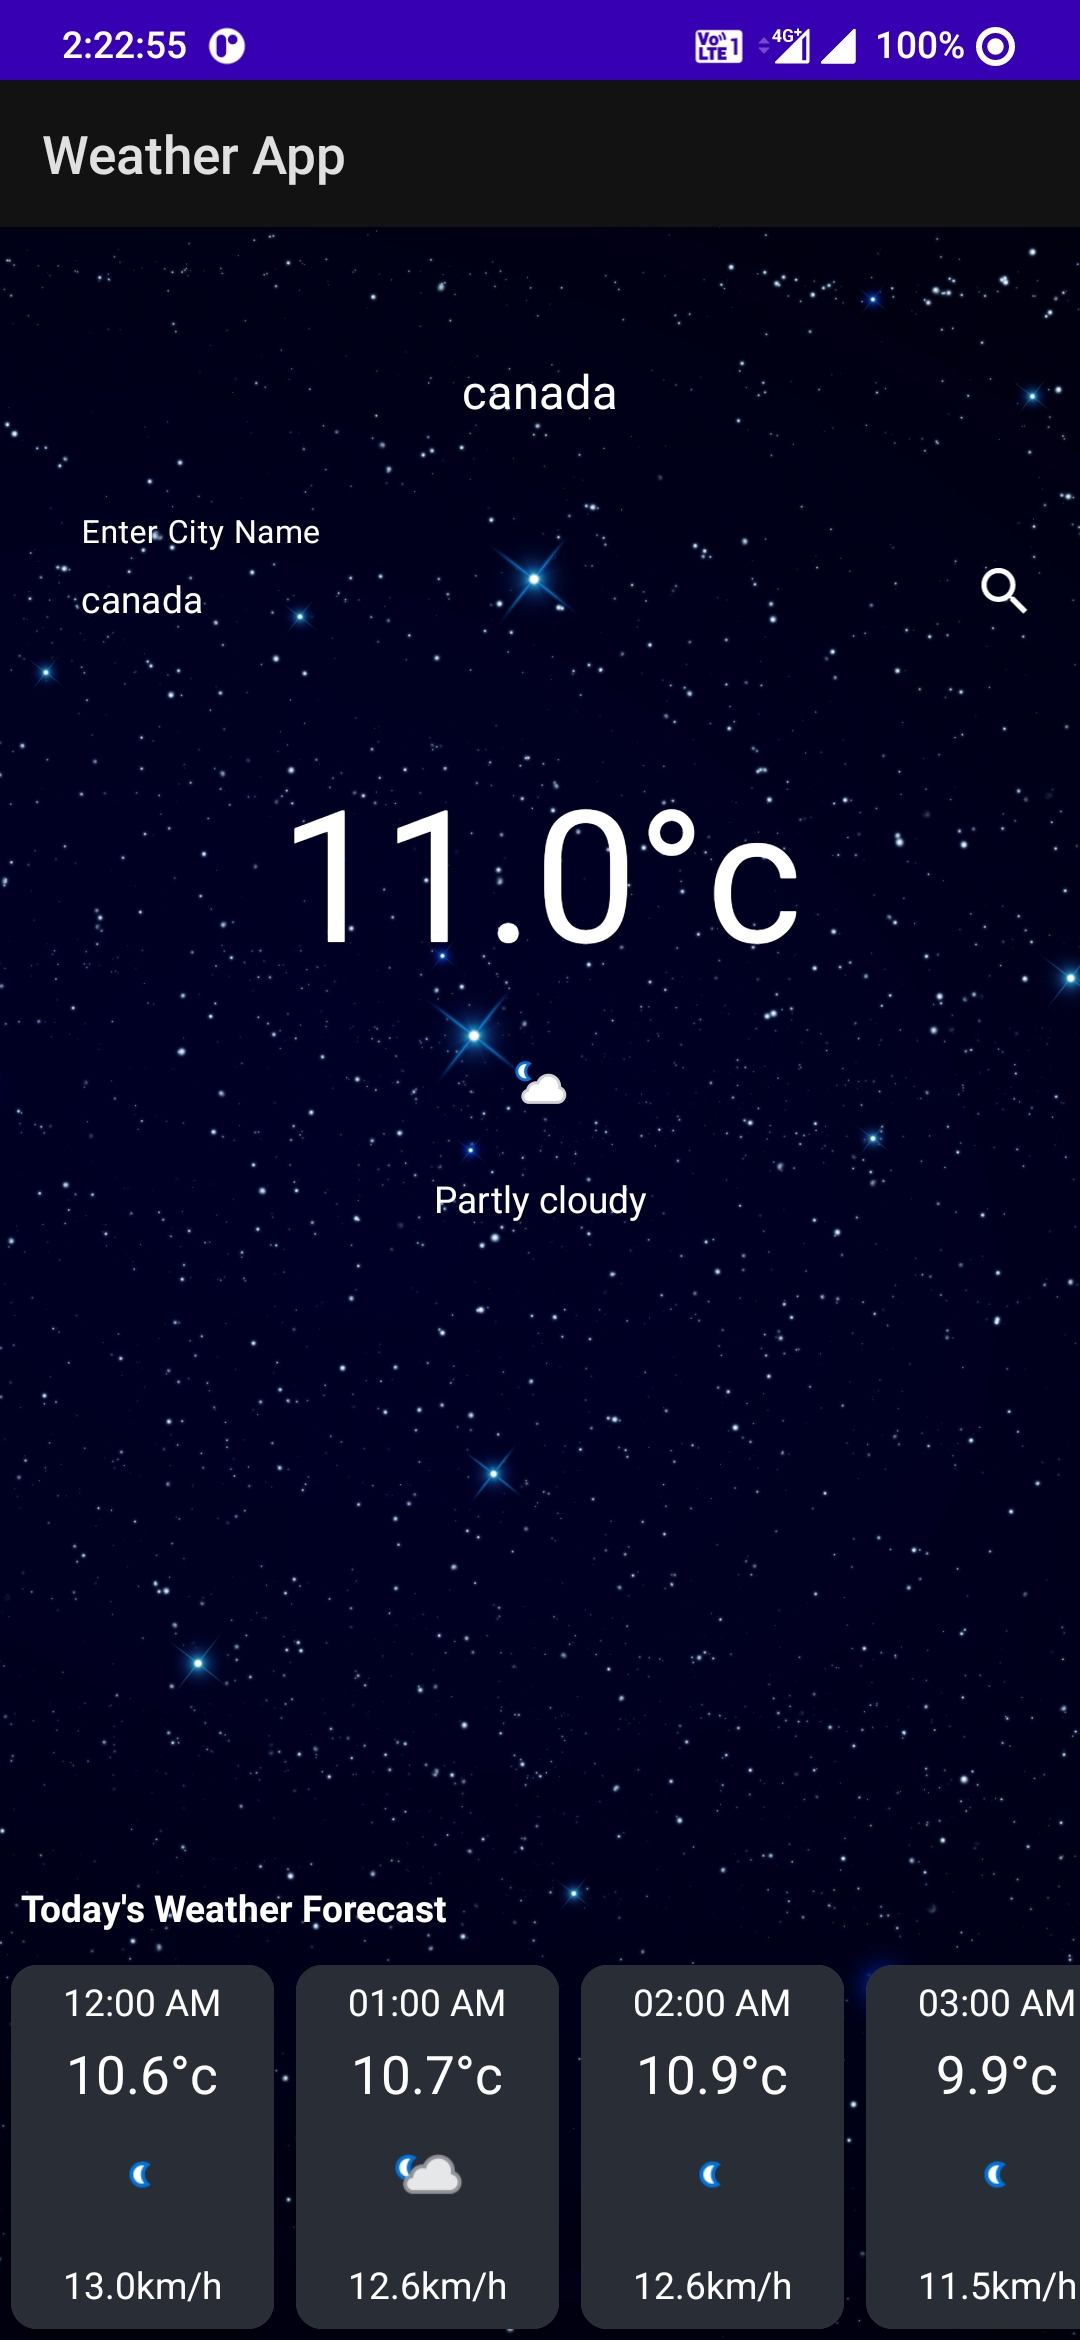 2:22:55 VoLTE 1 4G+ 100%
Weather App
canada
Enter City Name
canada
11.0°c
Partly cloudy
Today's Weather Forecast
12:00 AM 01:00 AM 02:00 AM 03:00 AM
10.6°c 10.7°c 10.9°c 9.9°c
13.0km/h 12.6km/h 12.6km/h 11.5km/h